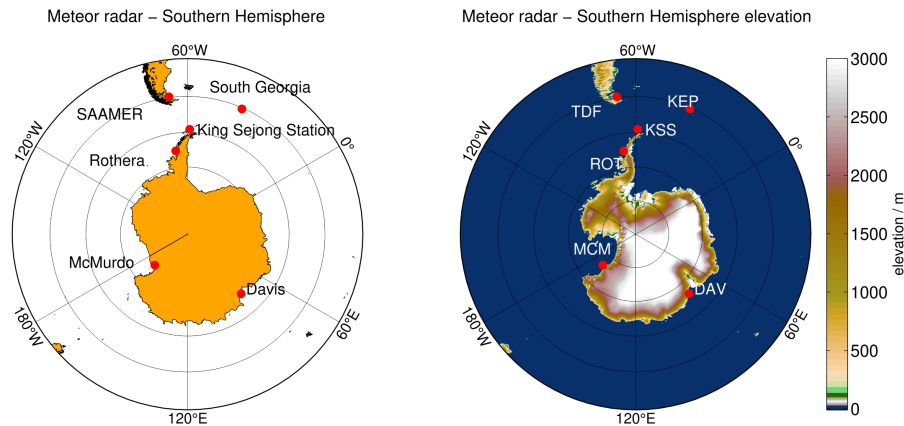 Meteor radar – Southern Hemisphere
60°W
South Georgia
SAAMER
King Sejong Station
120°W
0°
Rothera
McMurdo
Davis
180°W
60°E
120°E
Meteor radar – Southern Hemisphere elevation
60°W
TDF
KEP
KSS
120°W
0°
ROT
MCM
DAV
180°W
60°E
120°E
3000
2500
2000
1500
1000
500
0
elevation / m